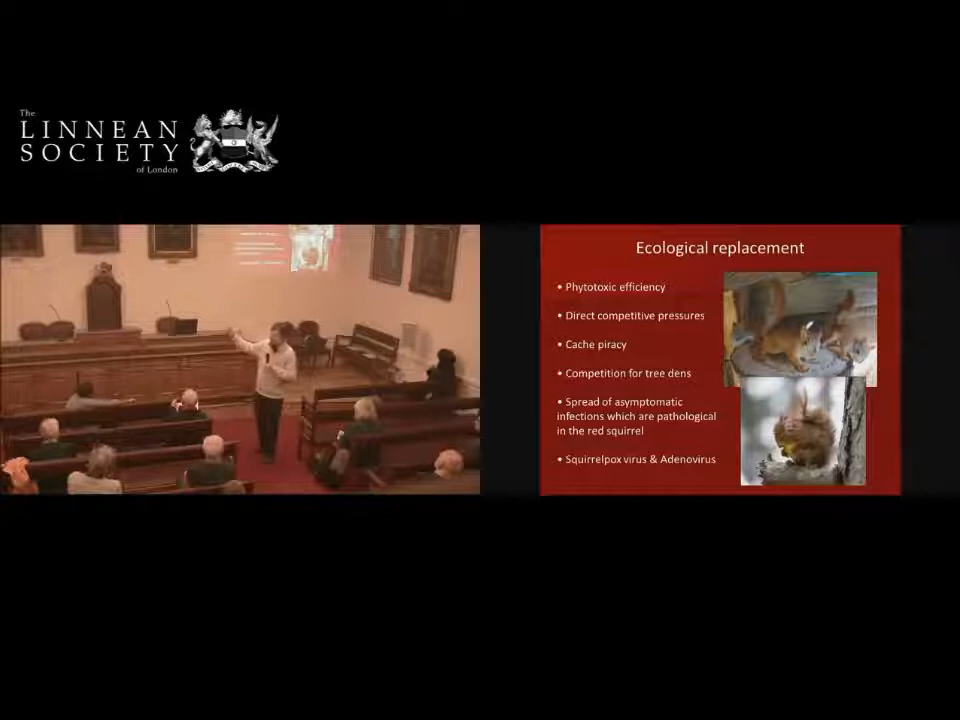 The
LINNEAN
SOCIETY
of London
Ecological replacement
• Phytotoxic efficiency
• Direct competitive pressures
• Cache piracy
• Competition for tree dens
• Spread of asymptomatic
infections which are pathological
in the red squirrel
• Squirrelpox virus & Adenovirus